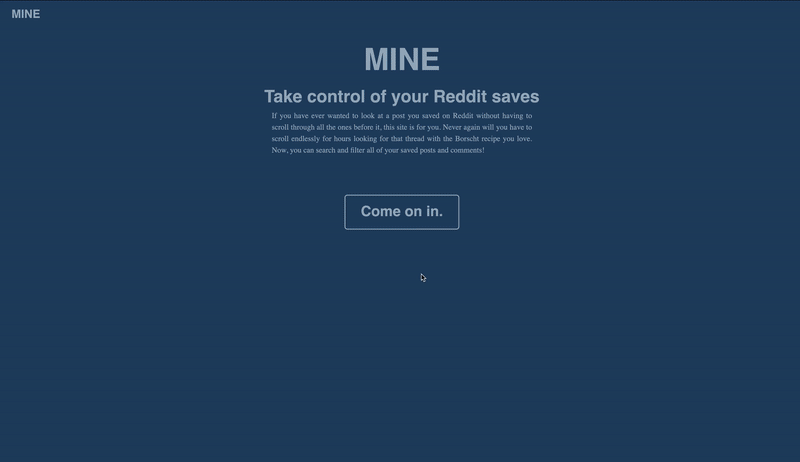 MINE
MINE
Take control of your Reddit saves
If you have ever wanted to look at a post you saved on Reddit without having to
scroll through all the ones before it, this site is for you. Never again will you have to
scroll endlessly for hours looking for that thread with the Borscht recipe you love.
Now, you can search and filter all of your saved posts and comments!
Come on in.